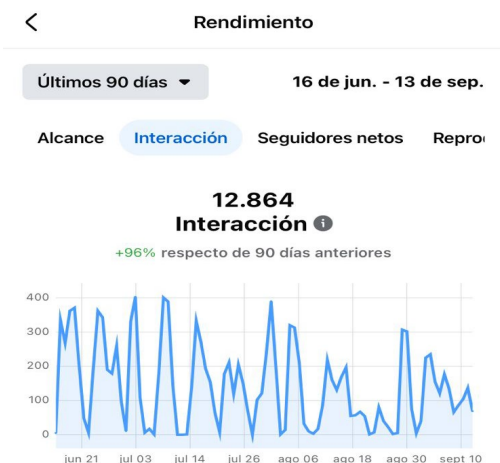 Rendimiento
Últimos 90 días
16 de jun. - 13 de sep.
Alcance Interacción Seguidores netos Repro
12.864
Interacción
+96% respecto de 90 días anteriores
400
300
200
100
0
jun 21 jul 03 jul 14 jul 26 ago 06 ago 18 ago 30 sept 10